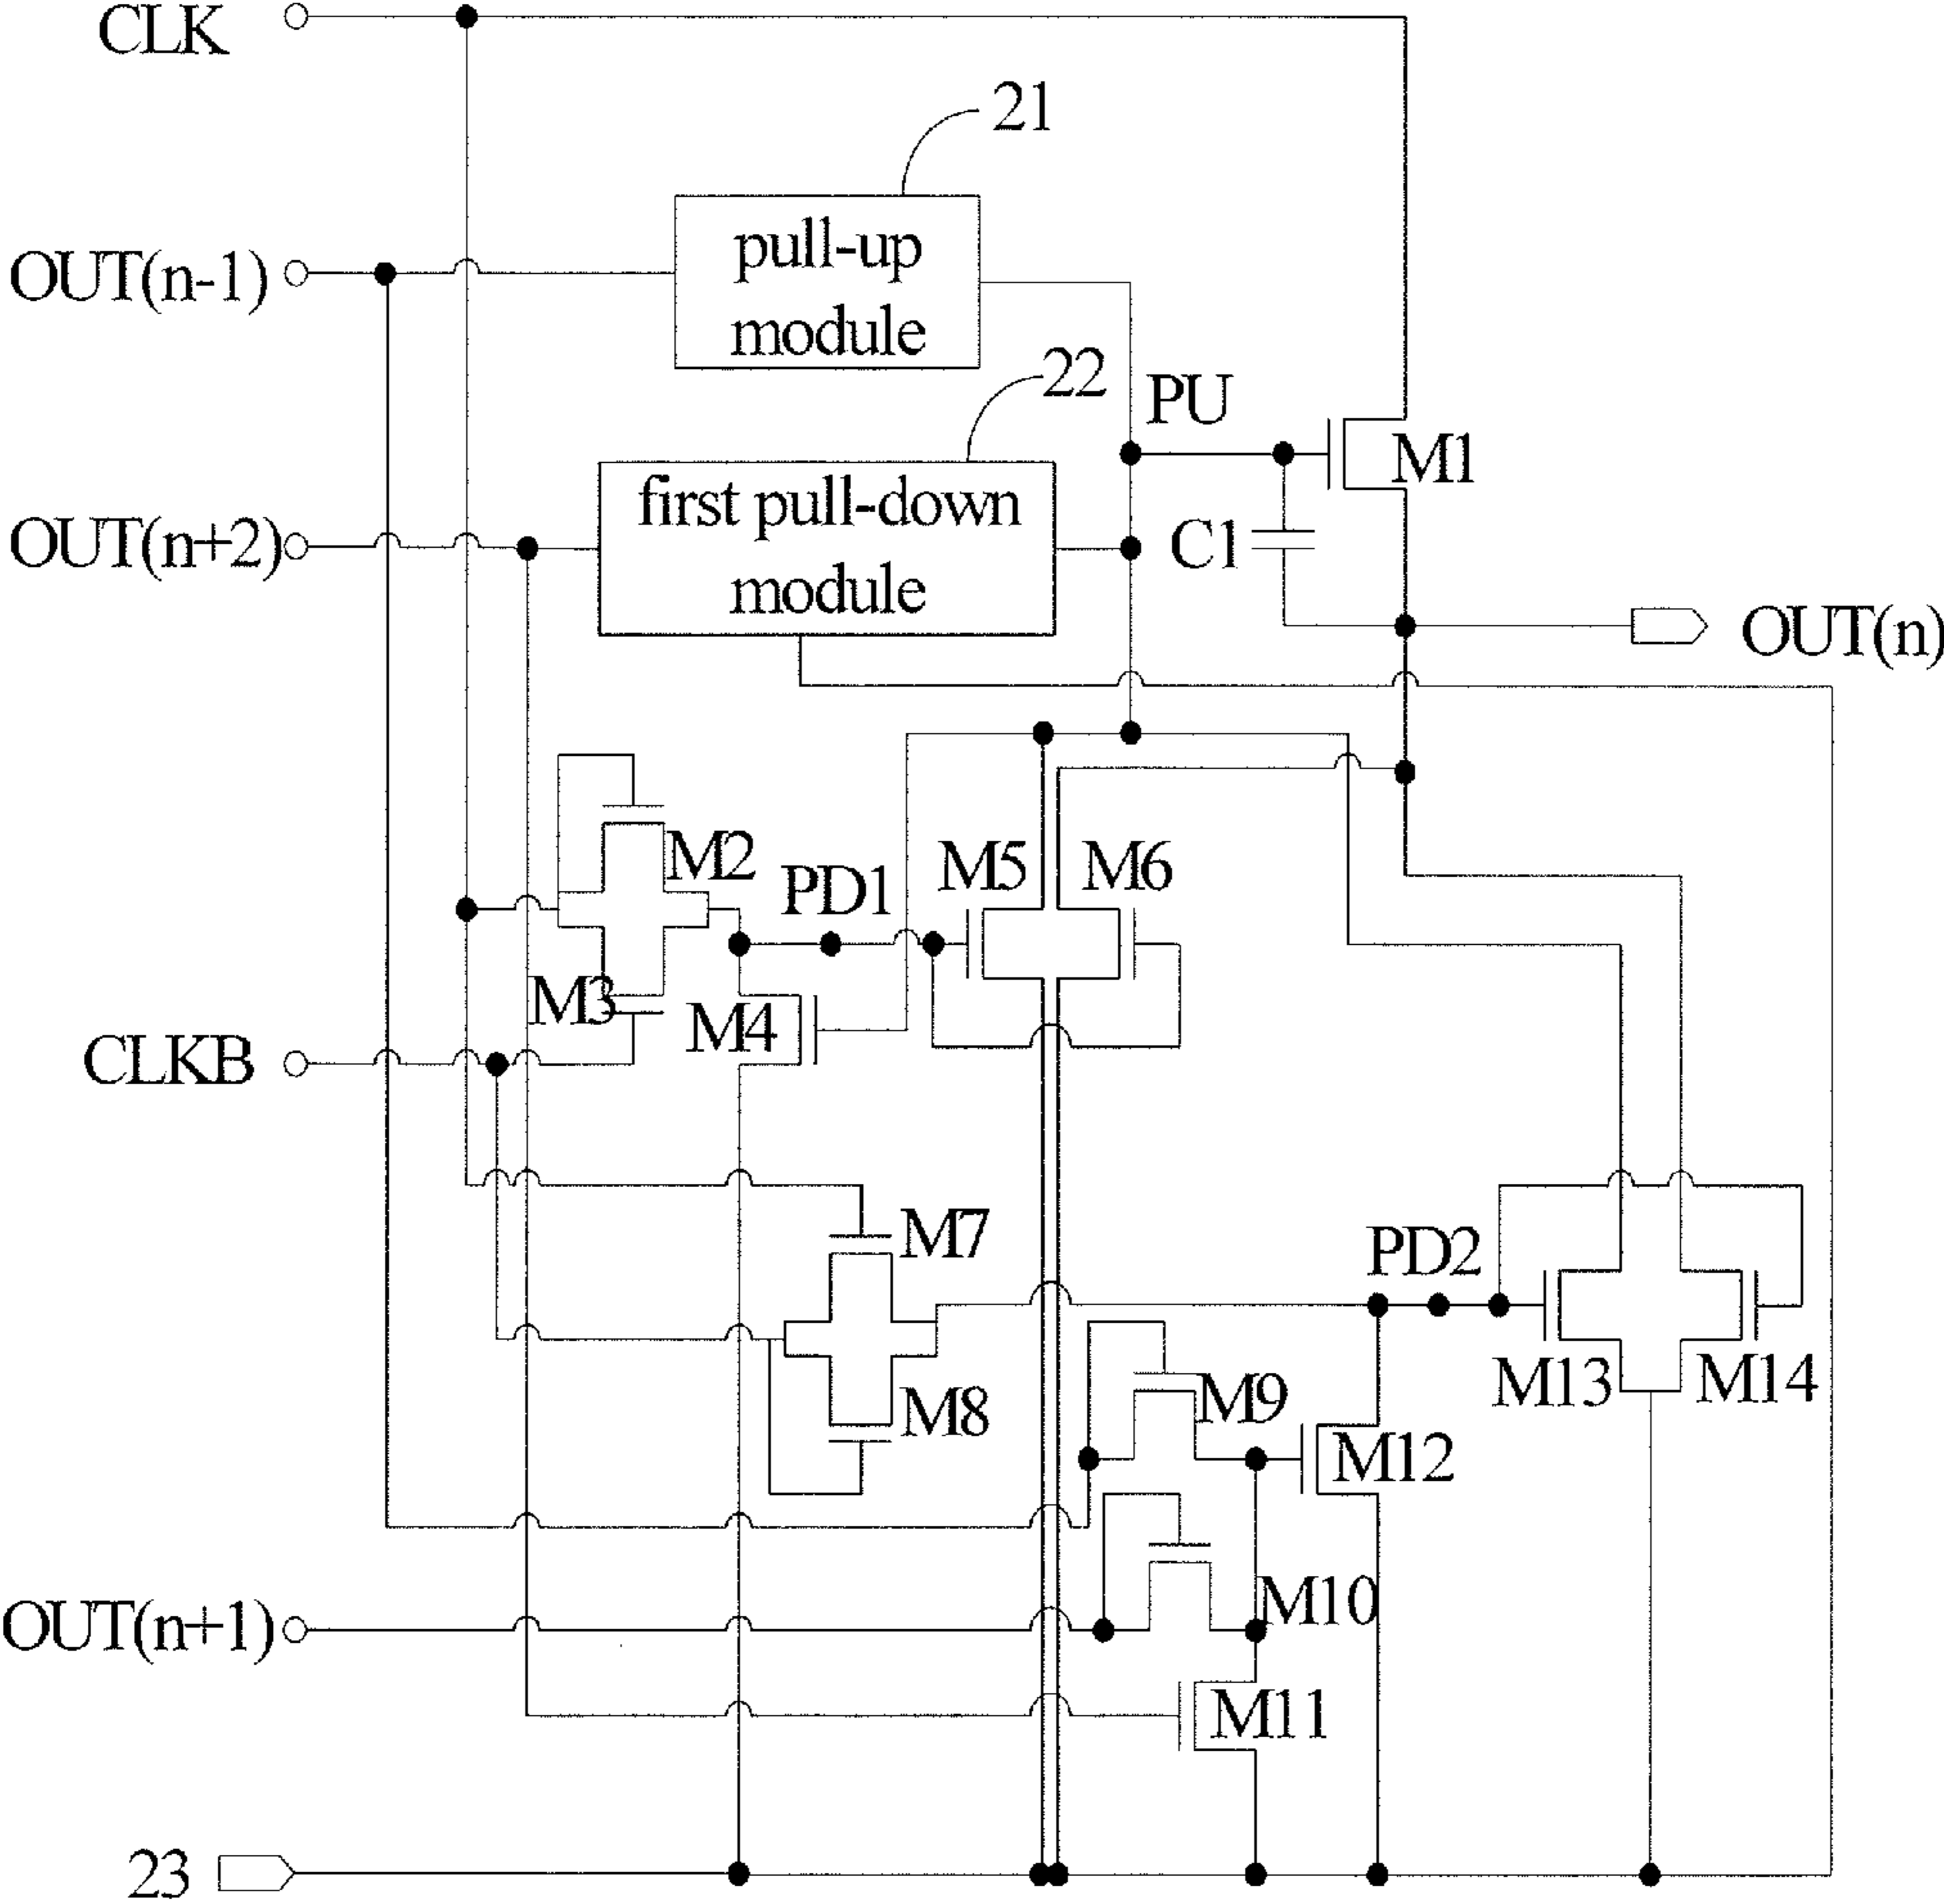 CLK
21
OUT(n-1)
pull-up
module
22
PU
M1
OUT(n+2)
first pull-down
module
C1
OUT(n)
M2
PD1
M5
M6
M3
M4
CLKB
M7
PD2
M8
M9
M13
M14
M12
OUT(n+1)
M10
M11
23